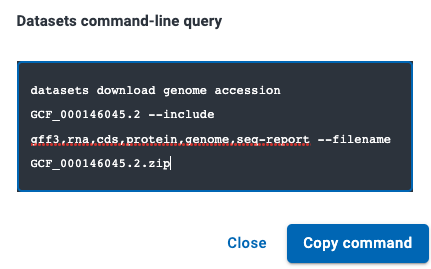 Datasets command-line query
datasets download genome accession
GCF_000146045.2 --include
gff3,rna,cds,protein,genome,seq-report --filename
GCF_000146045.2.zip
Close
Copy command